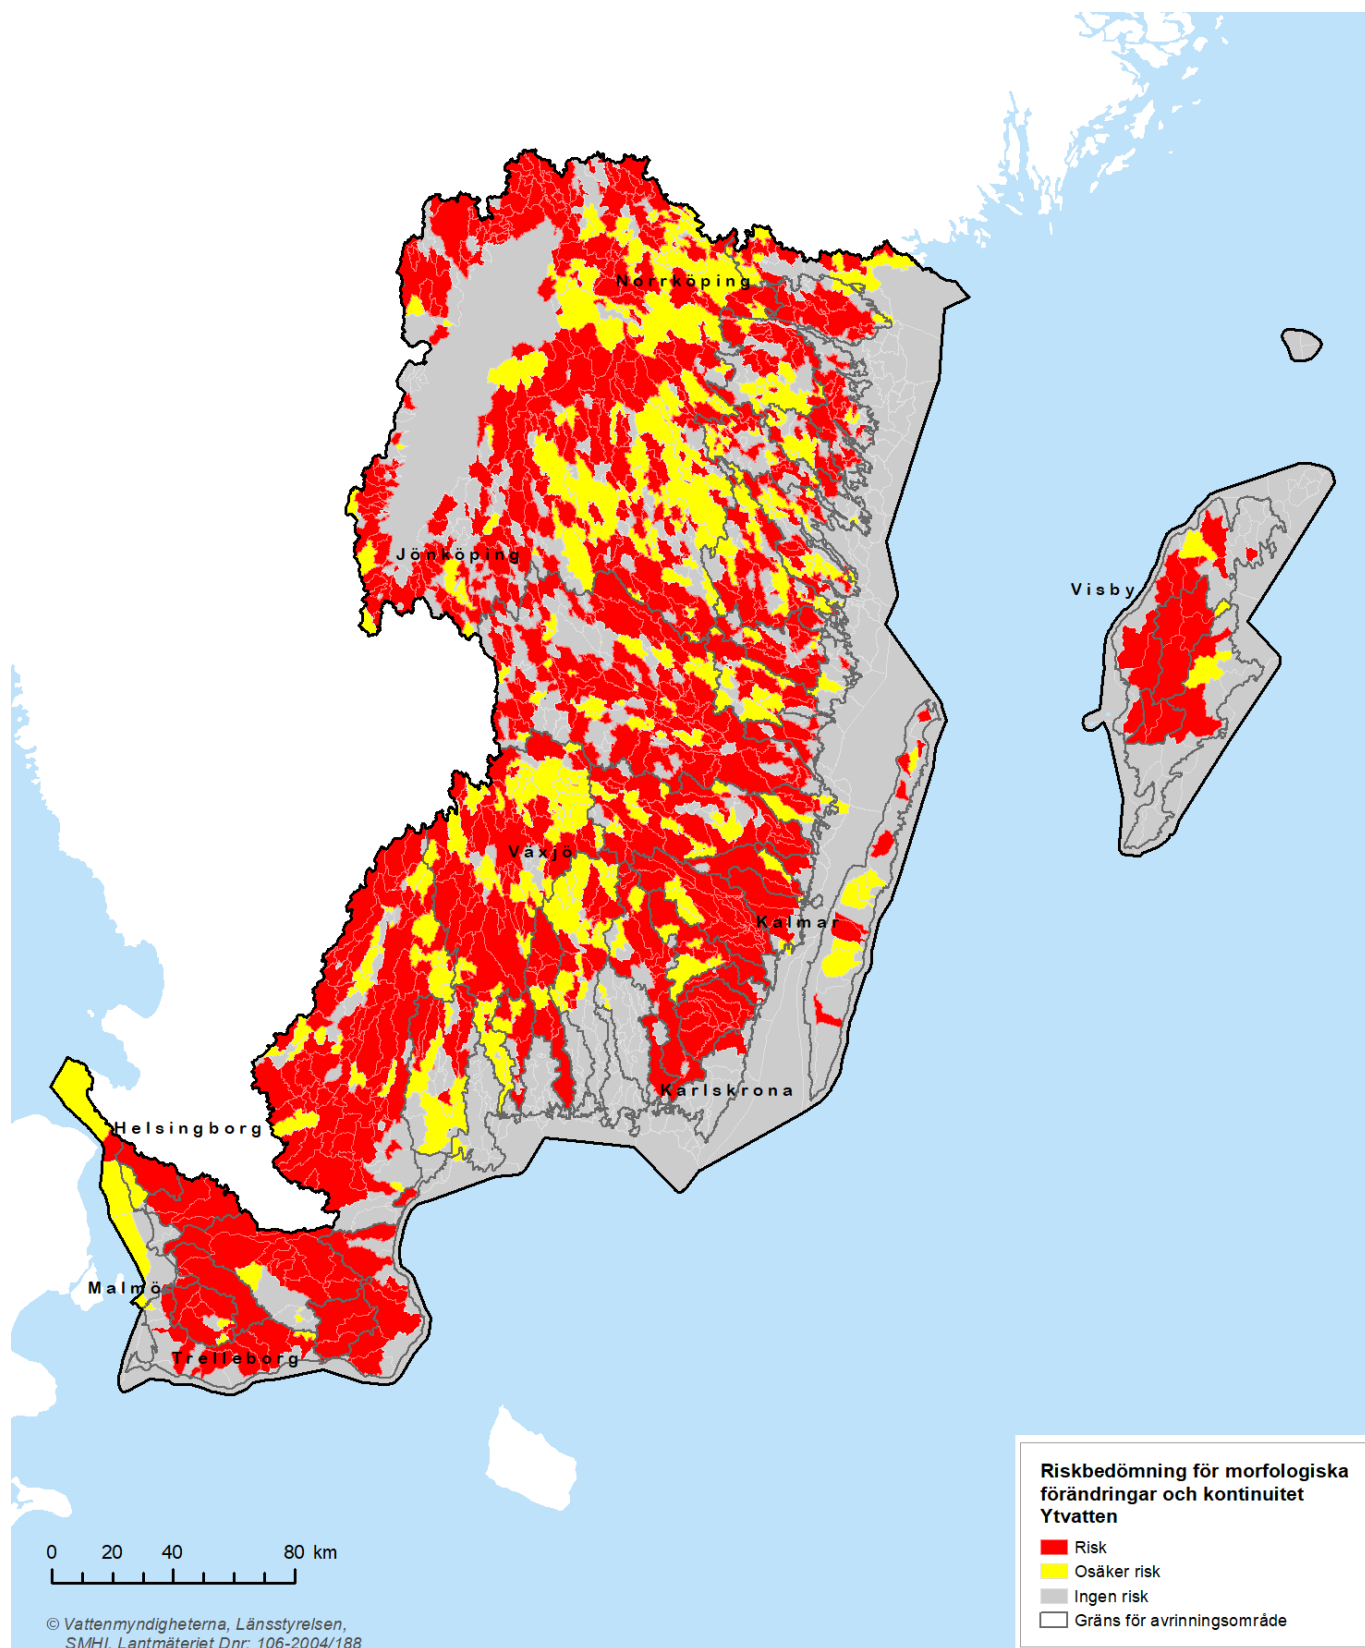 Norrköping
Jönköping
Visby
Växjö
Kalmar
Karlskrona
Helsingborg
Malmö
Trelleborg
Riskbedömning för morfologiska
förändringar och kontinuitet
Ytvatten
Risk
Osäker risk
Ingen risk
Gräns för avrinningsområde
0 20 40 80 km
© Vattenmyndigheterna, Länsstyrelsen,
SMHI, Lantmäteriet Dnr: 106-2004/188